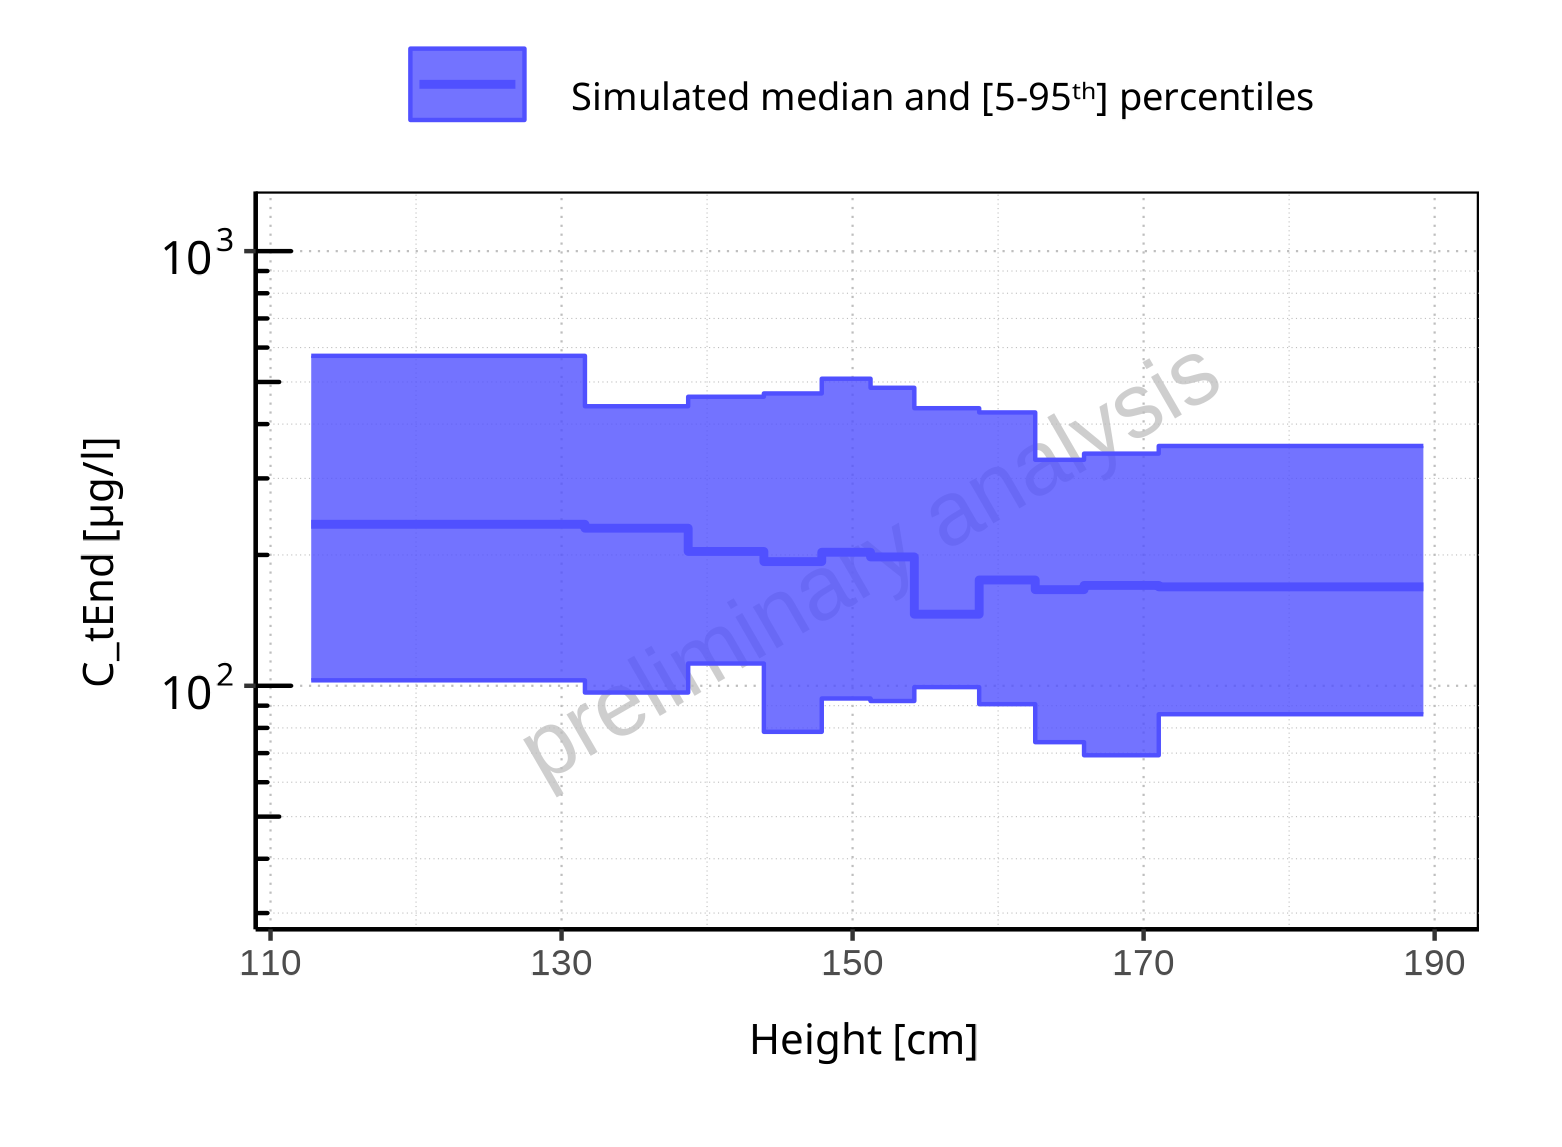 Simulated median and [5-95ᵗʰ] percentiles
10³
10²
C_tEnd [µg/l]
preliminary analysis
110 130 150 170 190
Height [cm]